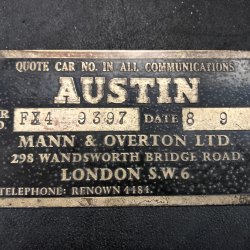 QUOTE CAR NO. IN ALL COMMUNICATIONS
AUSTIN
FX4 9397 DATE 8 9
MANN & OVERTON LTD.
298 WANDSWORTH BRIDGE ROAD
LONDON S.W.6
TELEPHONE: RENOWN 4484.